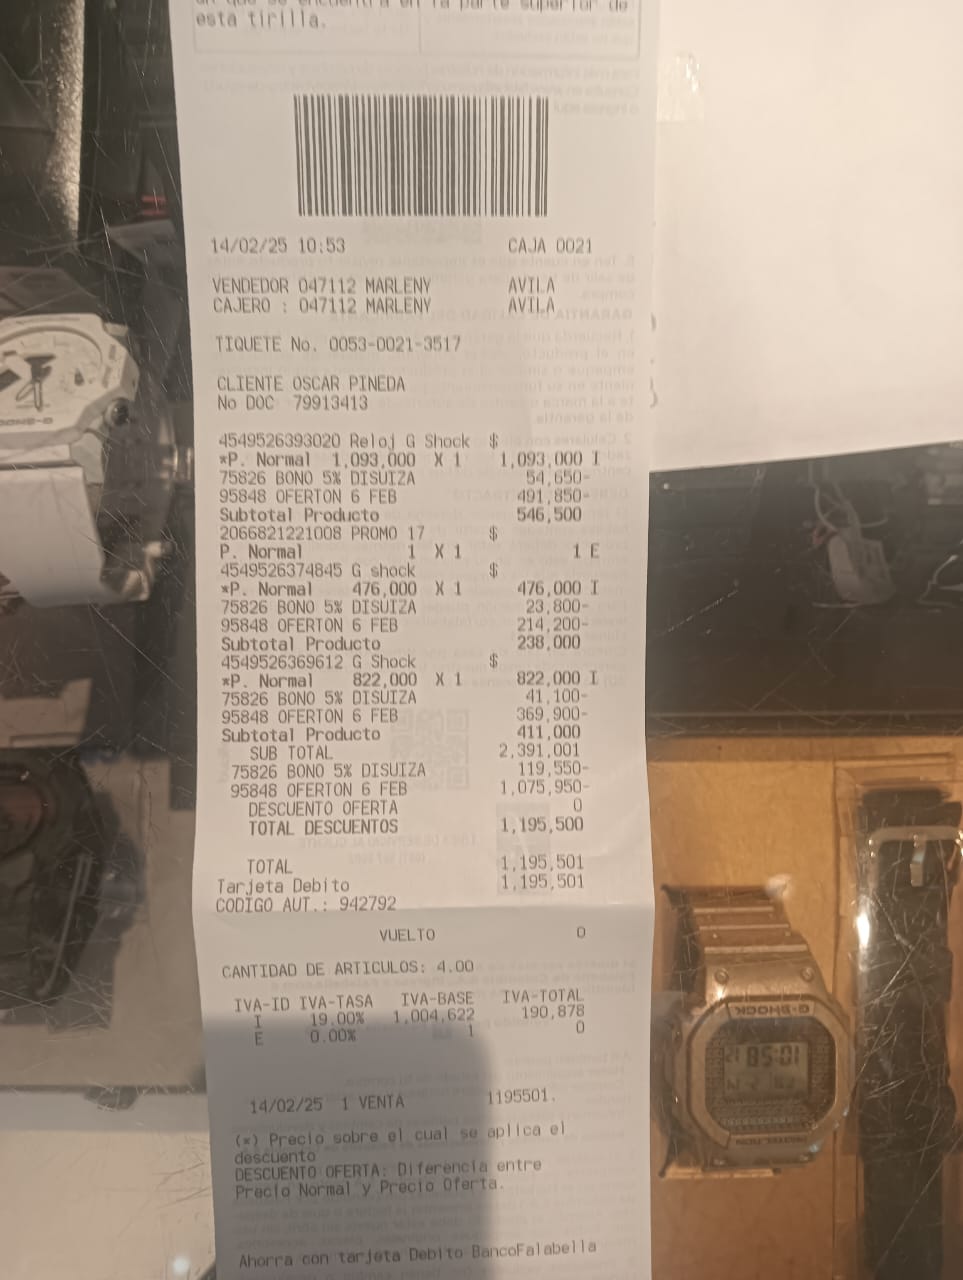 un que se encuentra en la parte superior de
esta tirilla.
14/02/25 10:53 CAJA 0021
VENDEDOR 047112 MARLENY AVILA
CAJERO : 047112 MARLENY AVILA
TIQUETE No. 0053-0021-3517
CLIENTE OSCAR PINEDA
No DOC 79913413
4549526393020 Reloj G Shock $
*P. Normal 1,093,000 X 1 1,093,000 I
75826 BONO 5% DISUIZA 54,650-
95848 OFERTON 6 FEB 491,850-
Subtotal Producto 546,500
2066821221008 PROMO 17 $
P. Normal 1 X 1 1 E
4549526374845 G shock $
*P. Normal 476,000 X 1 476,000 I
75826 BONO 5% DISUIZA 23,800-
95848 OFERTON 6 FEB 214,200-
Subtotal Producto 238,000
4549526369612 G Shock $
*P. Normal 822,000 X 1 822,000 I
75826 BONO 5% DISUIZA 41,100-
95848 OFERTON 6 FEB 369,900-
Subtotal Producto 411,000
SUB TOTAL 2,391,001
75826 BONO 5% DISUIZA 119,550-
95848 OFERTON 6 FEB 1,075,950-
DESCUENTO OFERTA 0
TOTAL DESCUENTOS 1,195,500
TOTAL 1,195,501
Tarjeta Debito 1,195,501
CODIGO AUT.: 942792
VUELTO 0
CANTIDAD DE ARTICULOS: 4.00
IVA-ID IVA-TASA IVA-BASE IVA-TOTAL
I 19.00% 1,004,622 190,878
E 0.00% 1 0
14/02/25 1 VENTA 1195501.
(*) Precio sobre el cual se aplica el
descuento
DESCUENTO OFERTA: Diferencia entre
Precio Normal y Precio Oferta.
Ahorra con tarjeta Debito BancoFalabella
G-SHOCK
PROTECTION